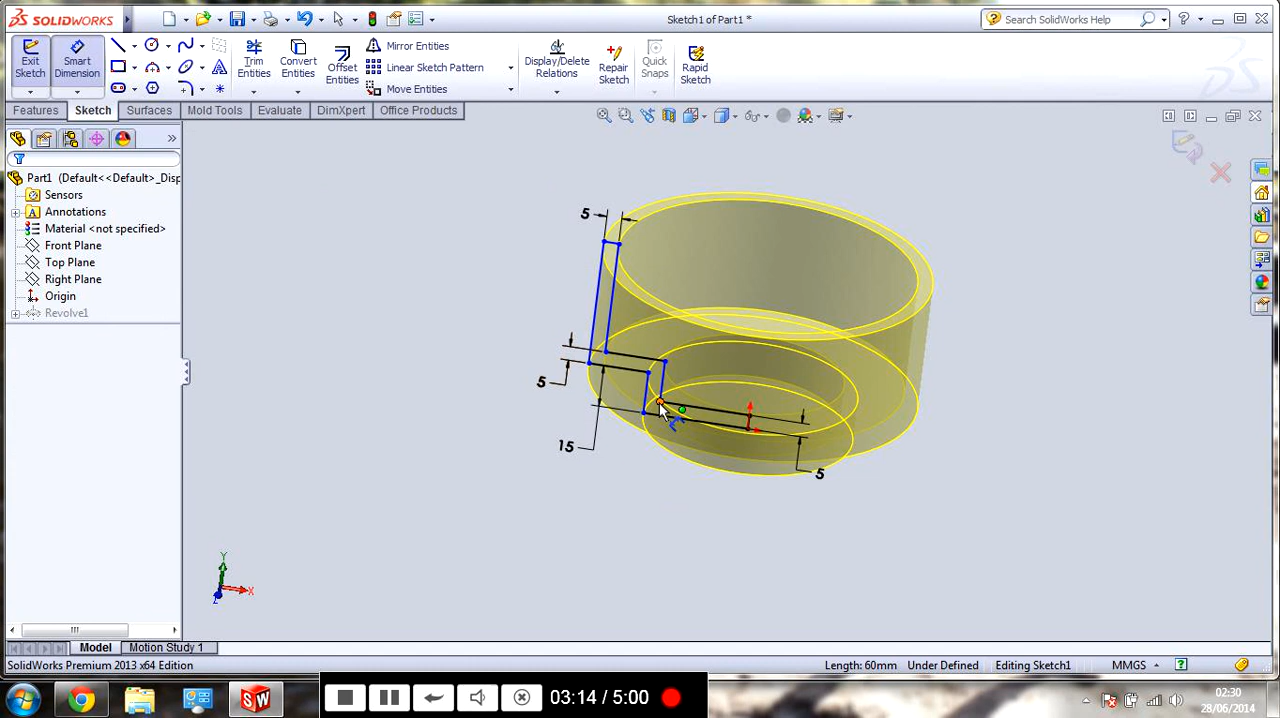 SOLIDWORKS
Sketch1 of Part1 *
Search SolidWorks Help
Exit Sketch
Smart Dimension
Trim Entities
Convert Entities
Offset Entities
Mirror Entities
Linear Sketch Pattern
Move Entities
Display/Delete Relations
Repair Sketch
Quick Snaps
Rapid Sketch
Features Sketch Surfaces Mold Tools Evaluate DimXpert Office Products
Part1 (Default<<Default>_Disp
Sensors
Annotations
Material <not specified>
Front Plane
Top Plane
Right Plane
Origin
Revolve1
5
5
15
5
Y
X
Z
Model Motion Study 1
SolidWorks Premium 2013 x64 Edition
Length: 60mm Under Defined Editing Sketch1 MMGS
03:14 / 5:00
02:30
28/06/2014